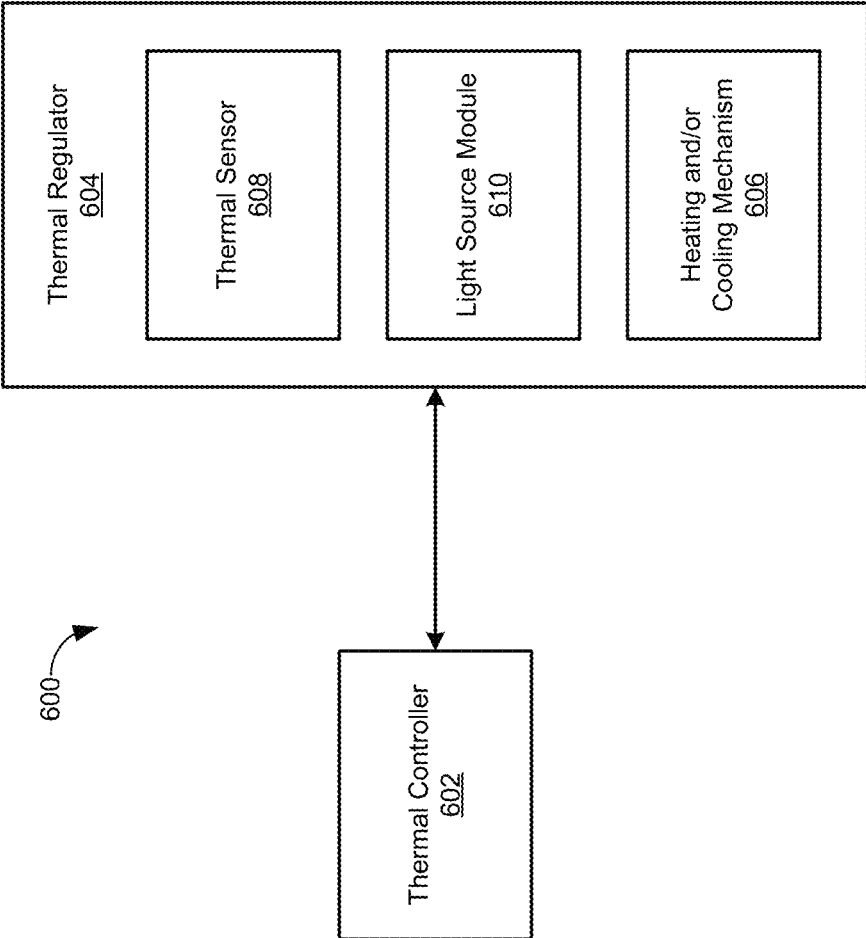 600
Thermal Controller
602
Thermal Regulator
604
Thermal Sensor
608
Light Source Module
610
Heating and/or
Cooling Mechanism
606